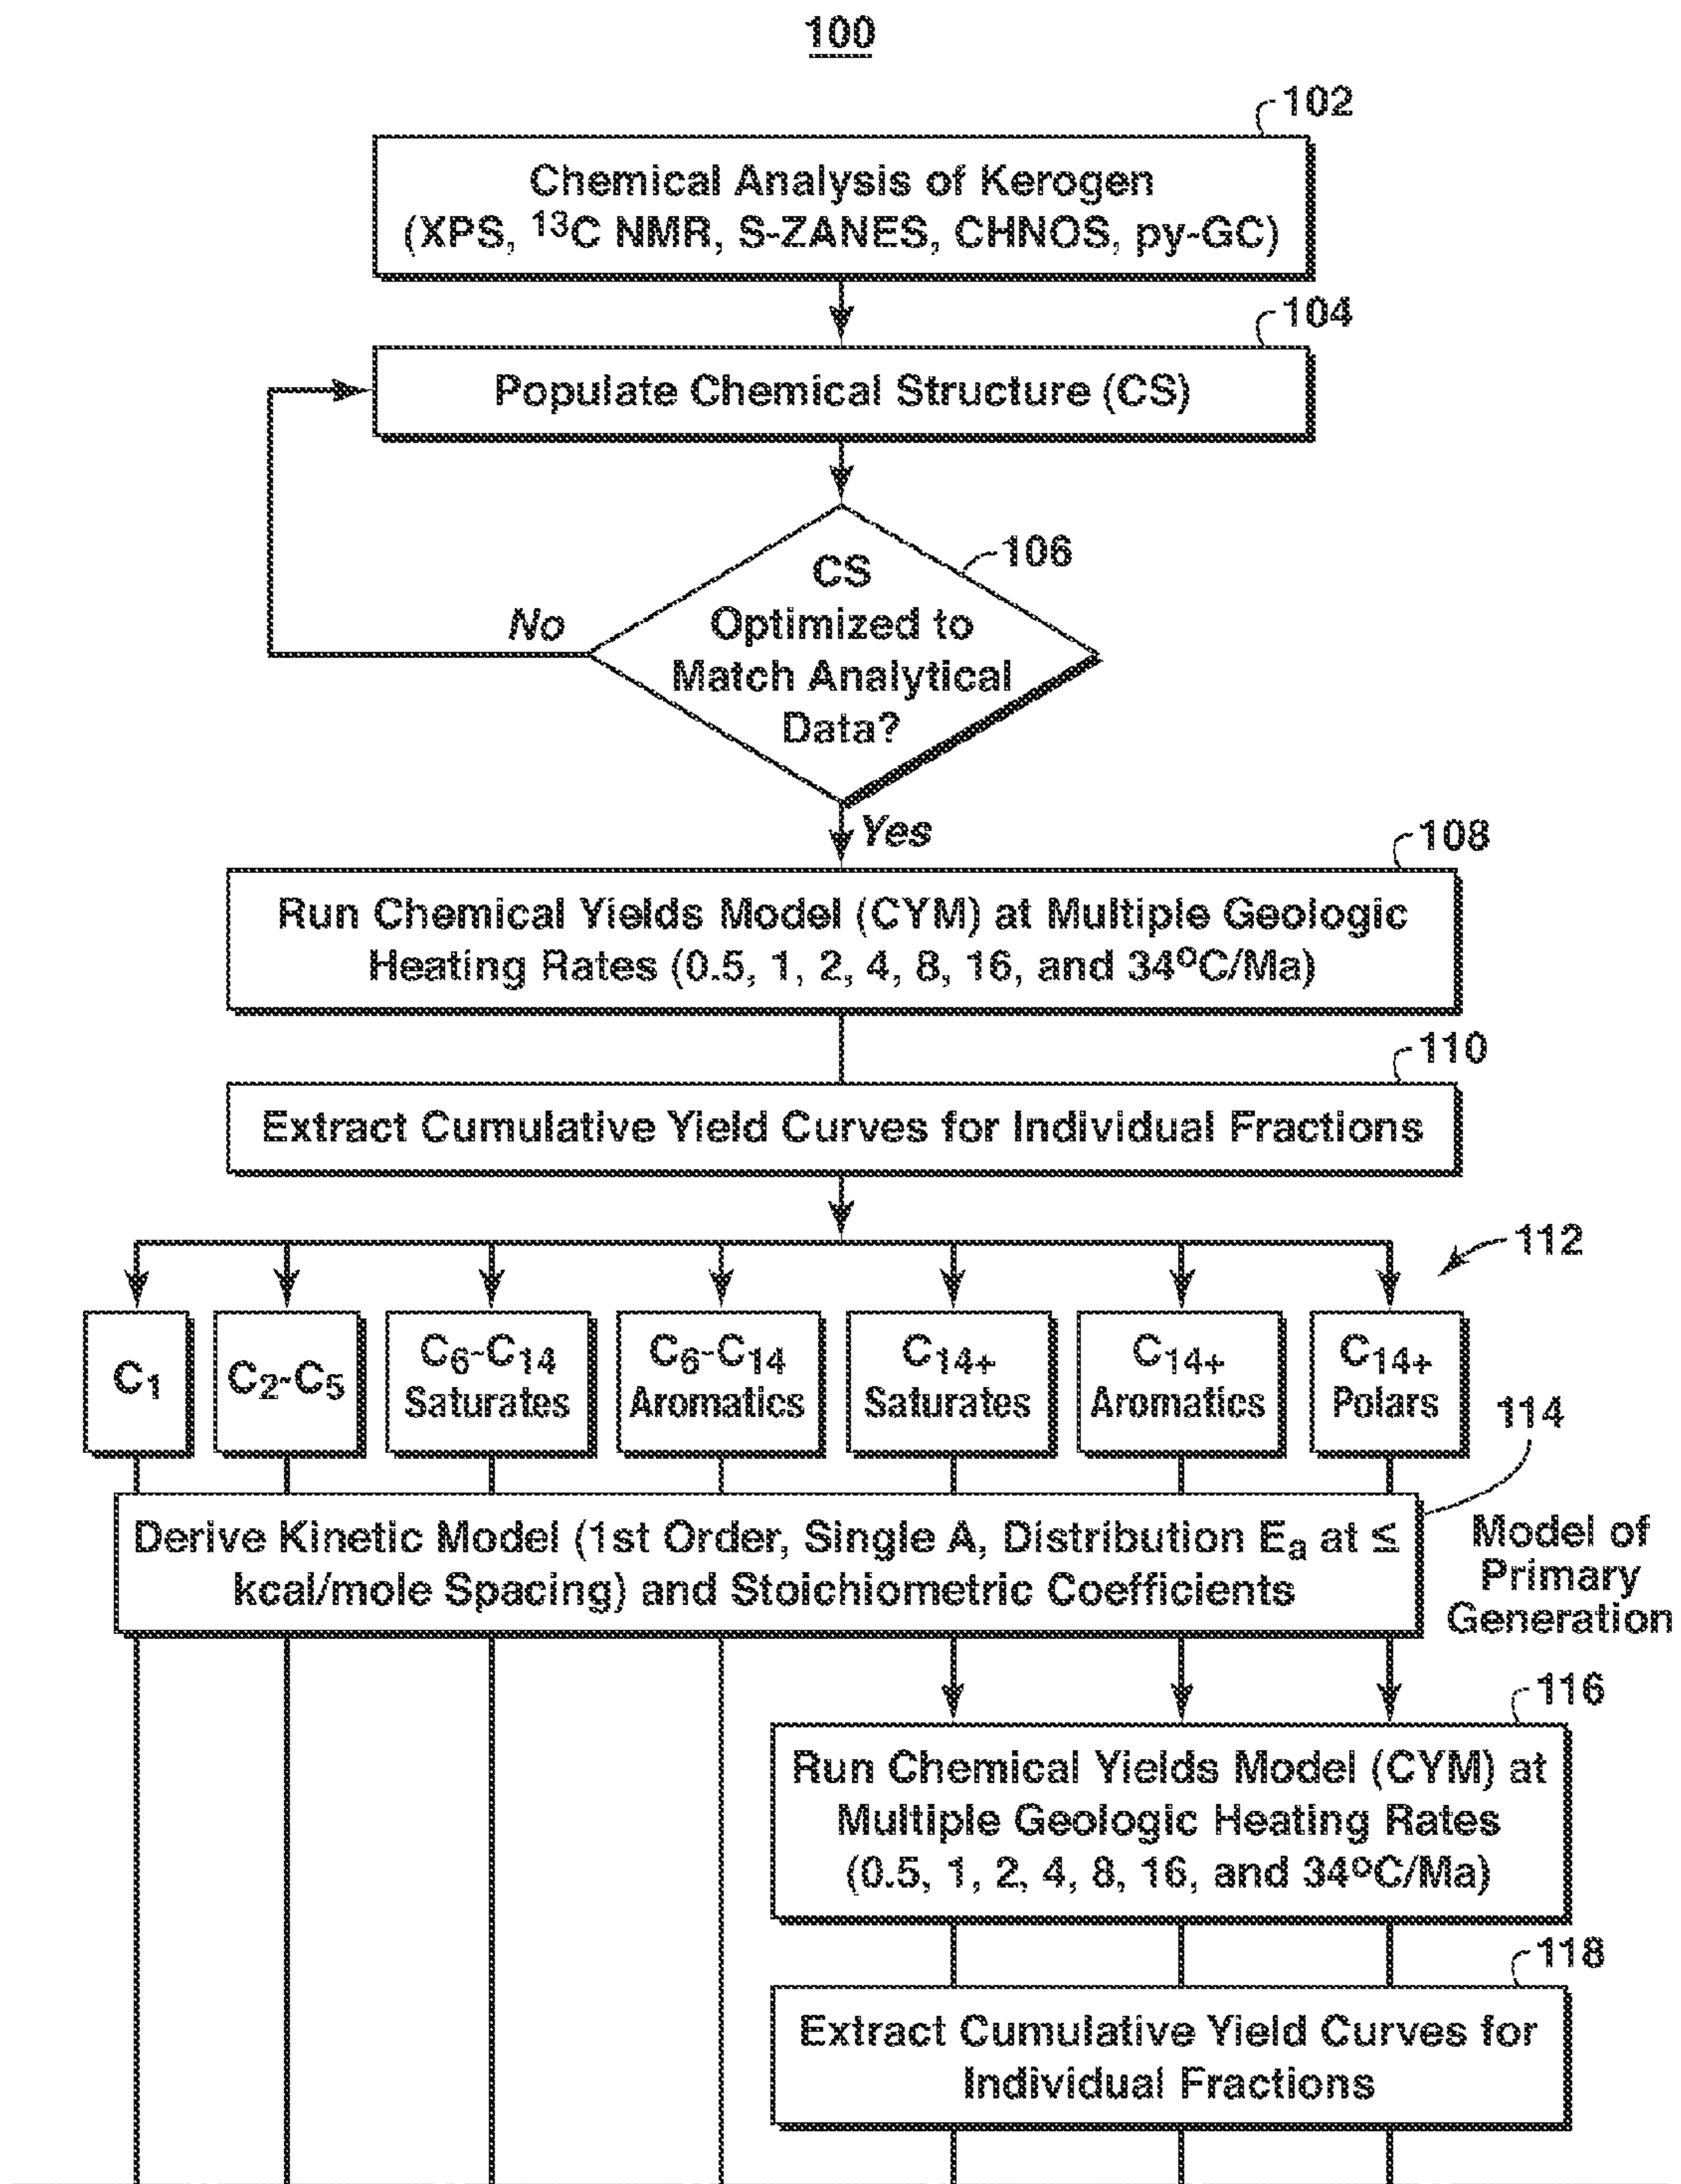 100
102
Chemical Analysis of Kerogen
(XPS, ¹³C NMR, S-ZANES, CHNOS, py-GC)
104
Populate Chemical Structure (CS)
106
CS
Optimized to
Match Analytical
Data?
No
Yes
108
Run Chemical Yields Model (CYM) at Multiple Geologic
Heating Rates (0.5, 1, 2, 4, 8, 16, and 34°C/Ma)
110
Extract Cumulative Yield Curves for Individual Fractions
112
C₁
C₂-C₅
C₆-C₁₄
Saturates
C₆-C₁₄
Aromatics
C₁₄₊
Saturates
C₁₄₊
Aromatics
C₁₄₊
Polars
114
Derive Kinetic Model (1st Order, Single A, Distribution Eₐ at ≤
kcal/mole Spacing) and Stoichiometric Coefficients
Model of
Primary
Generation
116
Run Chemical Yields Model (CYM) at
Multiple Geologic Heating Rates
(0.5, 1, 2, 4, 8, 16, and 34°C/Ma)
118
Extract Cumulative Yield Curves for
Individual Fractions